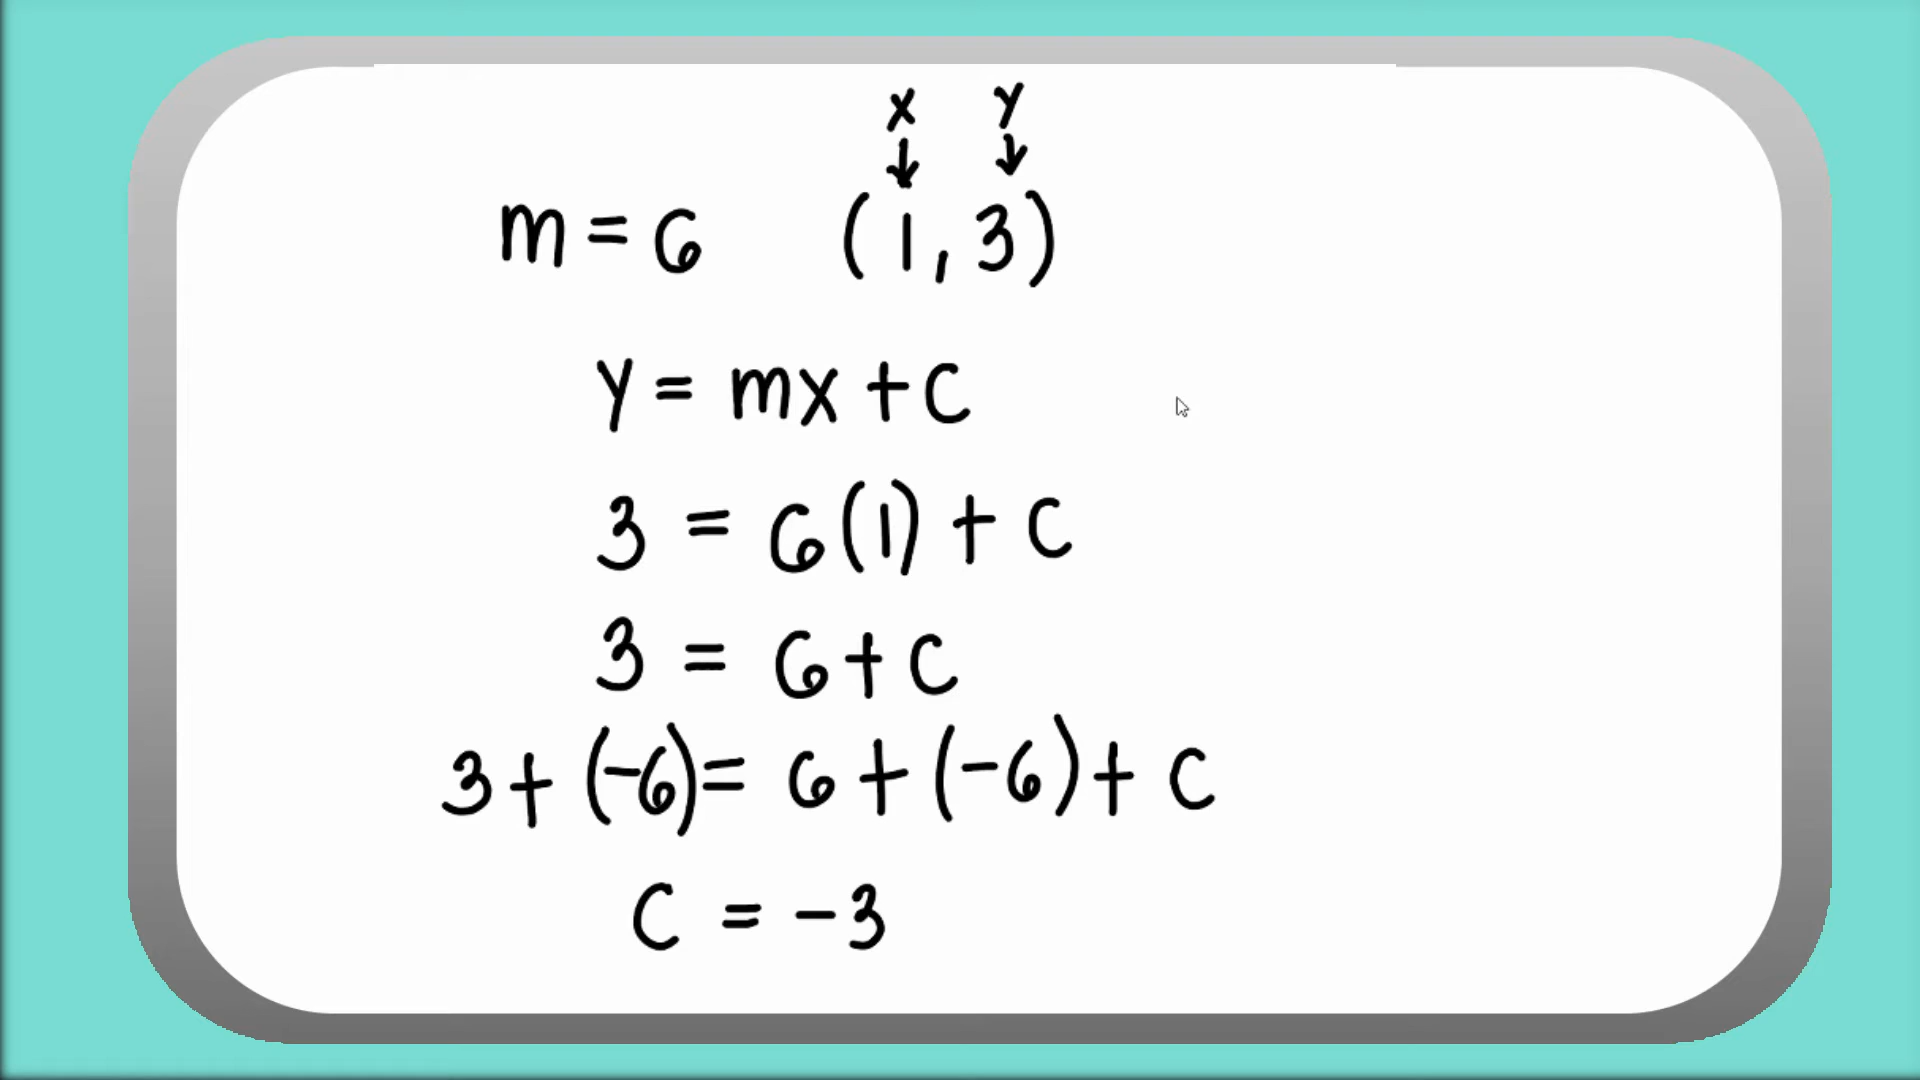 x y
↓ ↓
m = 6 (1, 3)
y = mx + c
3 = 6(1) + c
3 = 6 + c
3 + (-6) = 6 + (-6) + c
c = -3